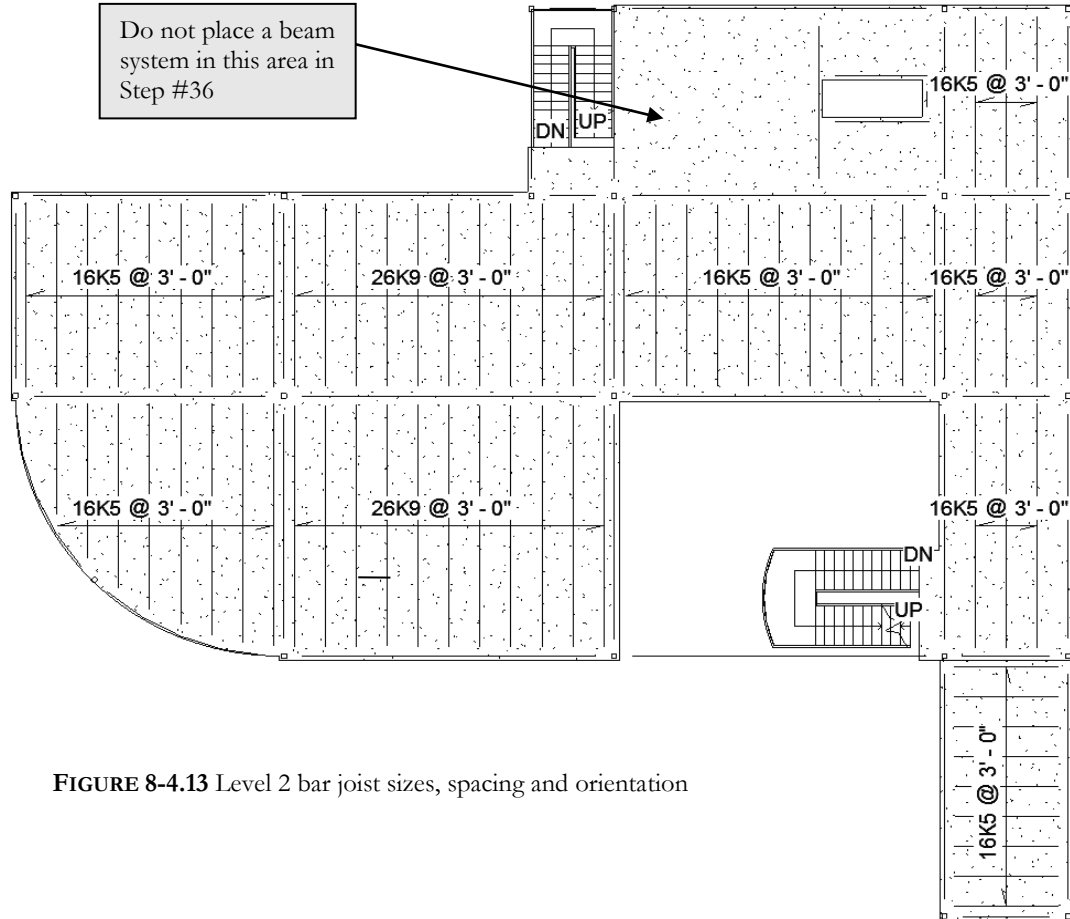 Do not place a beam
system in this area in
Step #36
DN
UP
16K5 @ 3' - 0"
16K5 @ 3' - 0"
26K9 @ 3' - 0"
16K5 @ 3' - 0"
16K5 @ 3' - 0"
16K5 @ 3' - 0"
26K9 @ 3' - 0"
16K5 @ 3' - 0"
DN
UP
16K5 @ 3' - 0"
FIGURE 8-4.13 Level 2 bar joist sizes, spacing and orientation